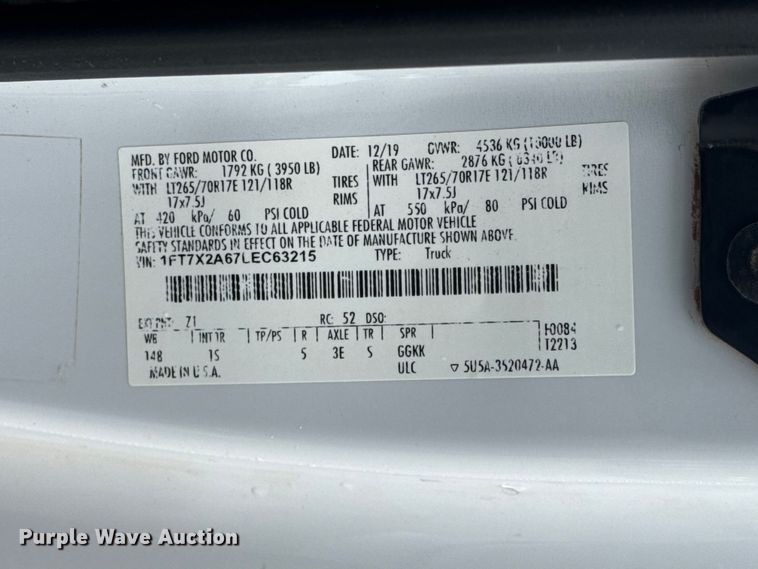 MFD. BY FORD MOTOR CO. DATE: 12/19 GVWR: 4536 KG (10000 LB)
FRONT GAWR: 1792 KG ( 3950 LB) REAR GAWR: 2876 KG ( 6340 LB)
WITH LT265/70R17E 121/118R TIRES WITH LT265/70R17E 121/118R TIRES
17x7.5J RIMS 17x7.5J RIMS
AT 420 kPa/ 60 PSI COLD AT 550 kPa/ 80 PSI COLD
THIS VEHICLE CONFORMS TO ALL APPLICABLE FEDERAL MOTOR VEHICLE
SAFETY STANDARDS IN EFFECT ON THE DATE OF MANUFACTURE SHOWN ABOVE.
VIN: 1FT7X2A67LEC63215 TYPE: Truck
EXT PNT: Z1 RC: 52 DSO: F0084
WB INT TR TP/PS R AXLE TR SPR T2213
148 1S S 3E S GGKK
MADE IN U.S.A. ULC ▽ 5U5A-3520472-AA
Purple Wave Auction